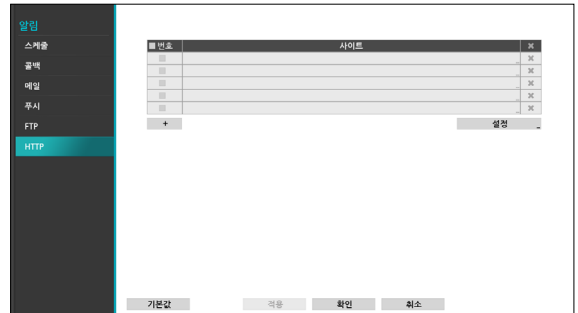 알림
스케줄
콜백
메일
푸시
FTP
HTTP
번호 사이트
+ 설정
기본값 적용 확인 취소